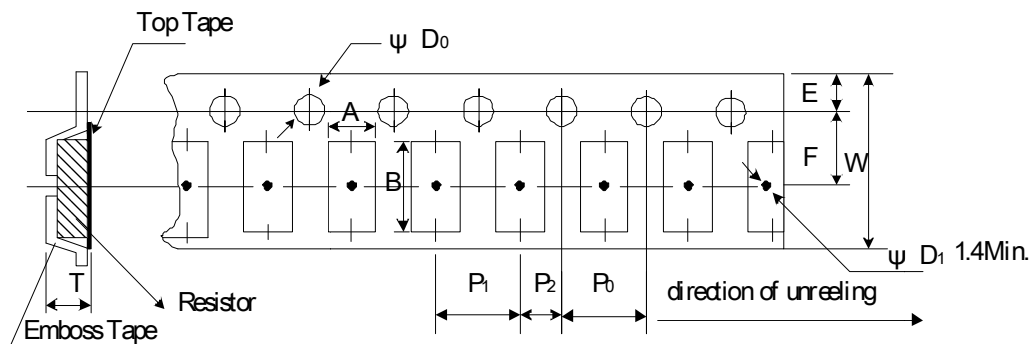 Top Tape
ψ D0
A
E
F
W
B
ψ D1 1.4Min.
T
Resistor
P1
P2
P0
direction of unreeling
Emboss Tape